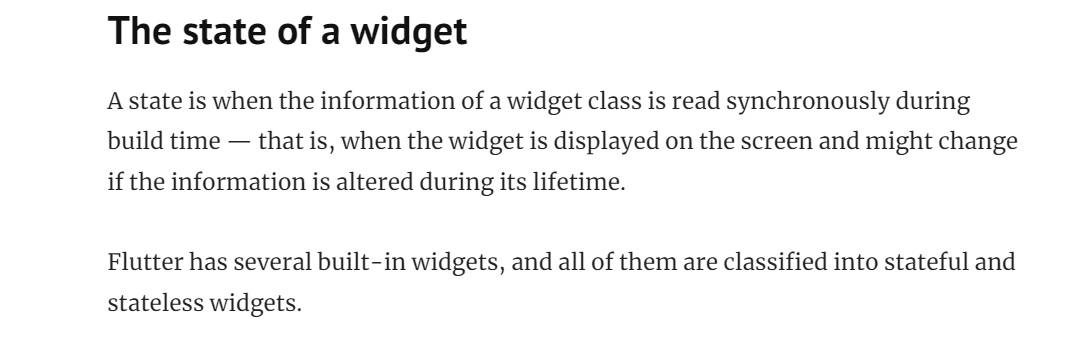 The state of a widget
A state is when the information of a widget class is read synchronously during
build time — that is, when the widget is displayed on the screen and might change
if the information is altered during its lifetime.
Flutter has several built-in widgets, and all of them are classified into stateful and
stateless widgets.